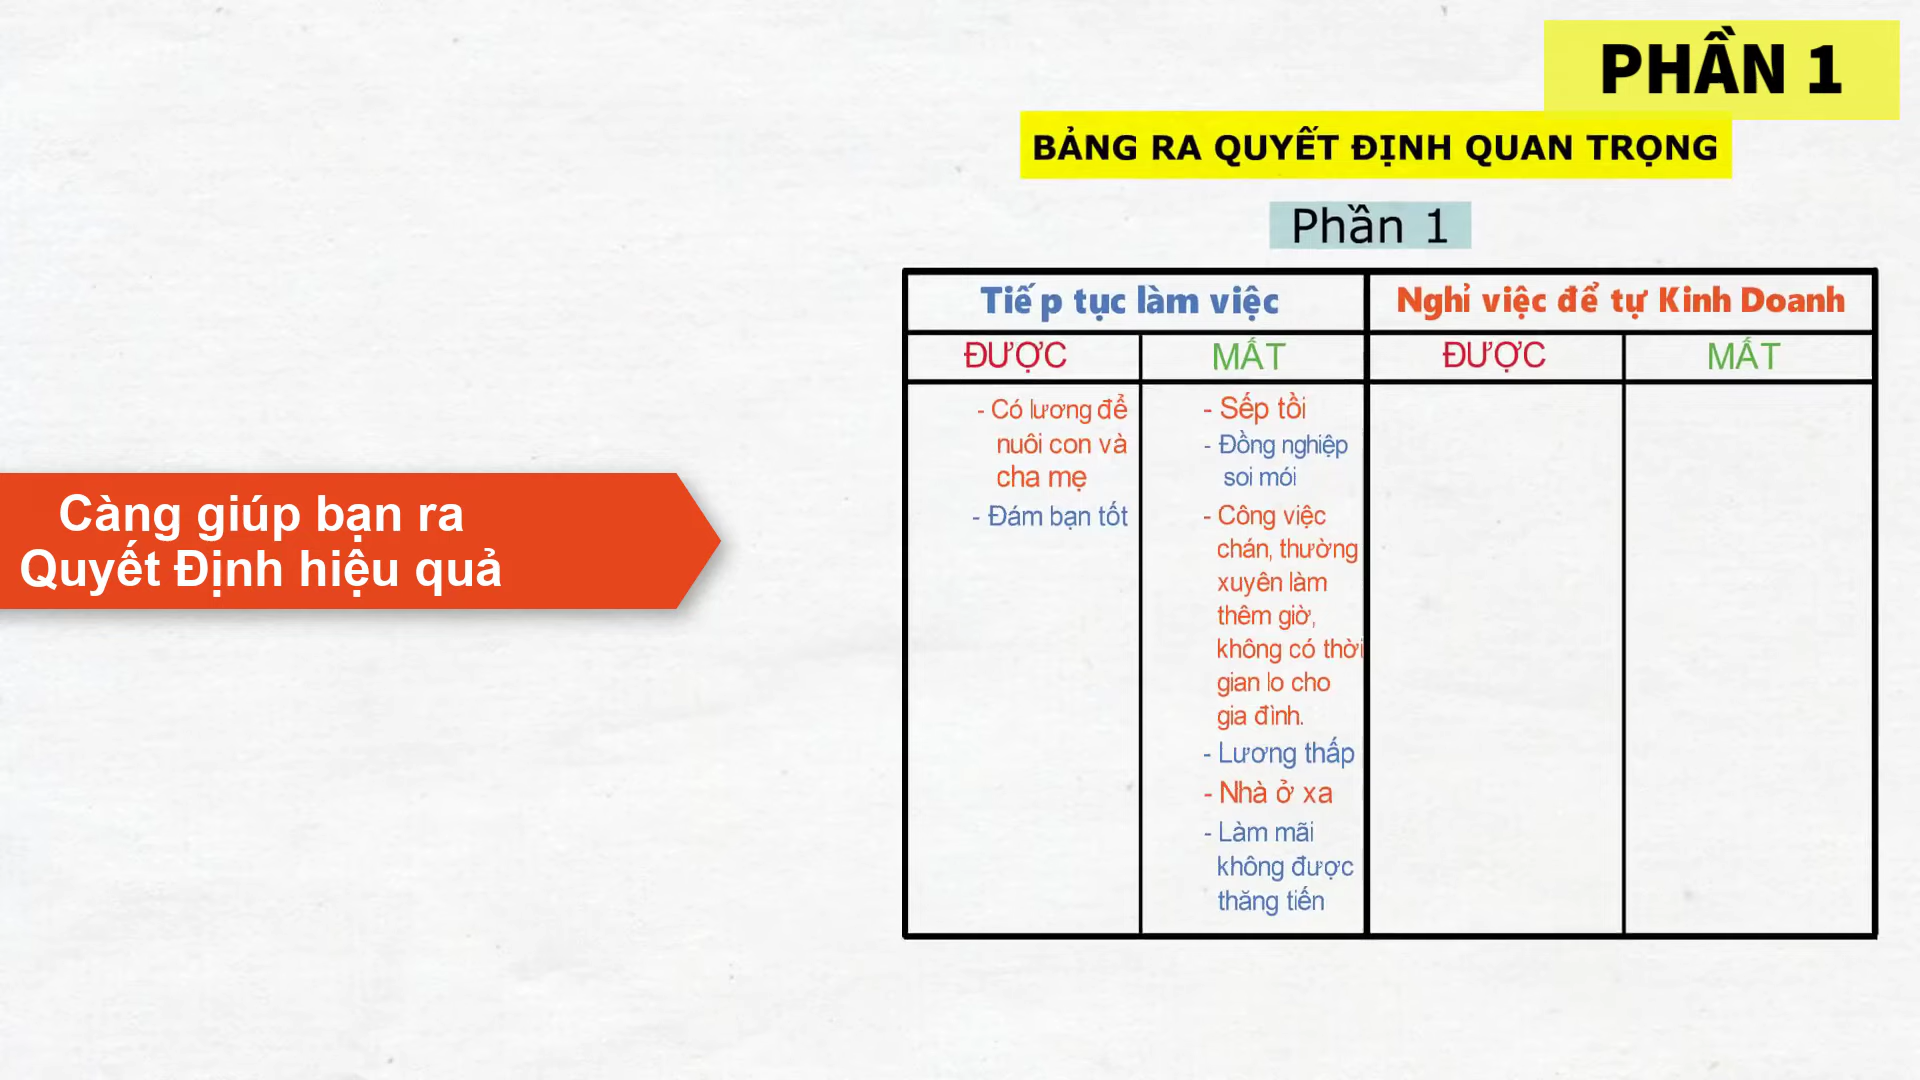 PHẦN 1
BẢNG RA QUYẾT ĐỊNH QUAN TRỌNG
Phần 1
Tiếp tục làm việc
Nghỉ việc để tự Kinh Doanh
ĐƯỢC
MẤT
ĐƯỢC
MẤT
- Có lương để
nuôi con và
cha mẹ
- Đám bạn tốt
- Sếp tồi
- Đồng nghiệp
soi mói
- Công việc
chán, thường
xuyên làm
thêm giờ,
không có thời
gian lo cho
gia đình.
- Lương thấp
- Nhà ở xa
- Làm mãi
không được
thăng tiến
Càng giúp bạn ra
Quyết Định hiệu quả